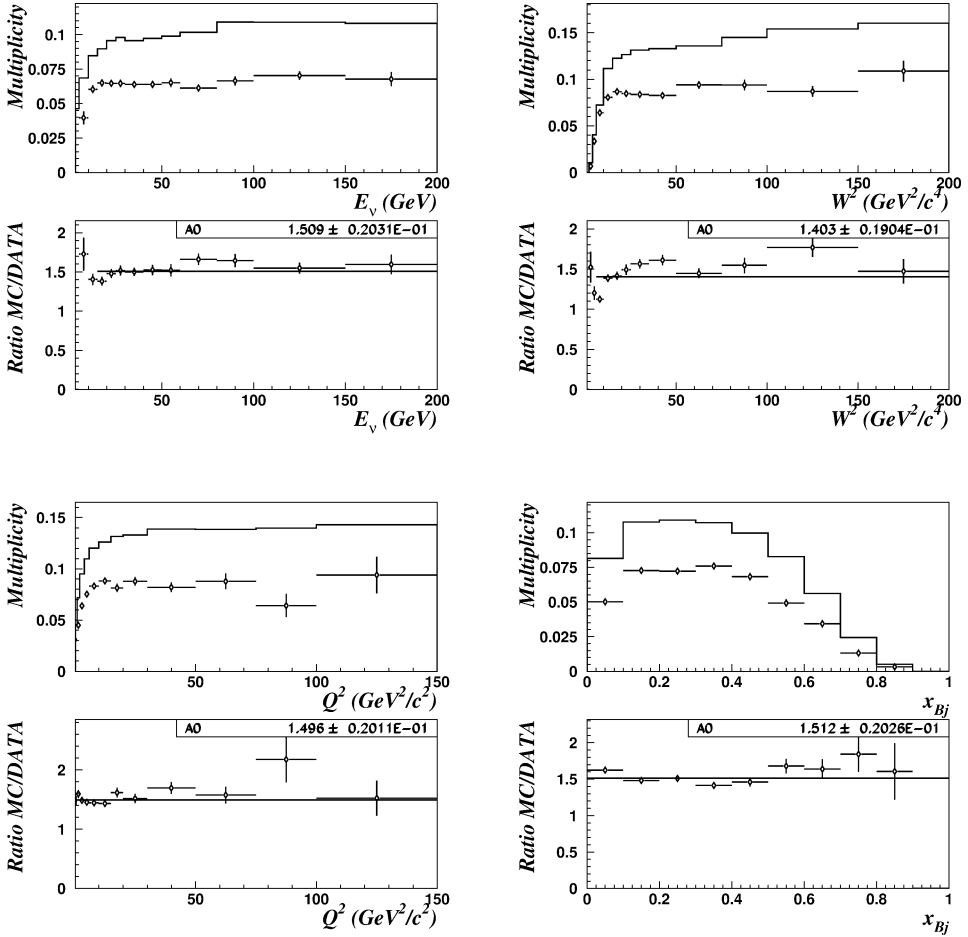 Multiplicity
0.1
0.075
0.05
0.025
0
50 100 150 200
E_ν (GeV)
Multiplicity
0.15
0.1
0.05
0
0 50 100 150 200
W² (GeV²/c⁴)
Ratio MC/DATA
A0 1.509 ± 0.2031E-01
2
1.5
1
0.5
0
50 100 150 200
E_ν (GeV)
Ratio MC/DATA
A0 1.403 ± 0.1904E-01
2
1.5
1
0.5
0
0 50 100 150 200
W² (GeV²/c⁴)
Multiplicity
0.15
0.1
0.05
0
50 100 150
Q² (GeV²/c²)
Multiplicity
0.1
0.075
0.05
0.025
0
0 0.2 0.4 0.6 0.8 1
x_Bj
Ratio MC/DATA
A0 1.496 ± 0.2011E-01
2
1
0
50 100 150
Q² (GeV²/c²)
Ratio MC/DATA
A0 1.512 ± 0.2026E-01
2
1.5
1
0.5
0
0 0.2 0.4 0.6 0.8 1
x_Bj